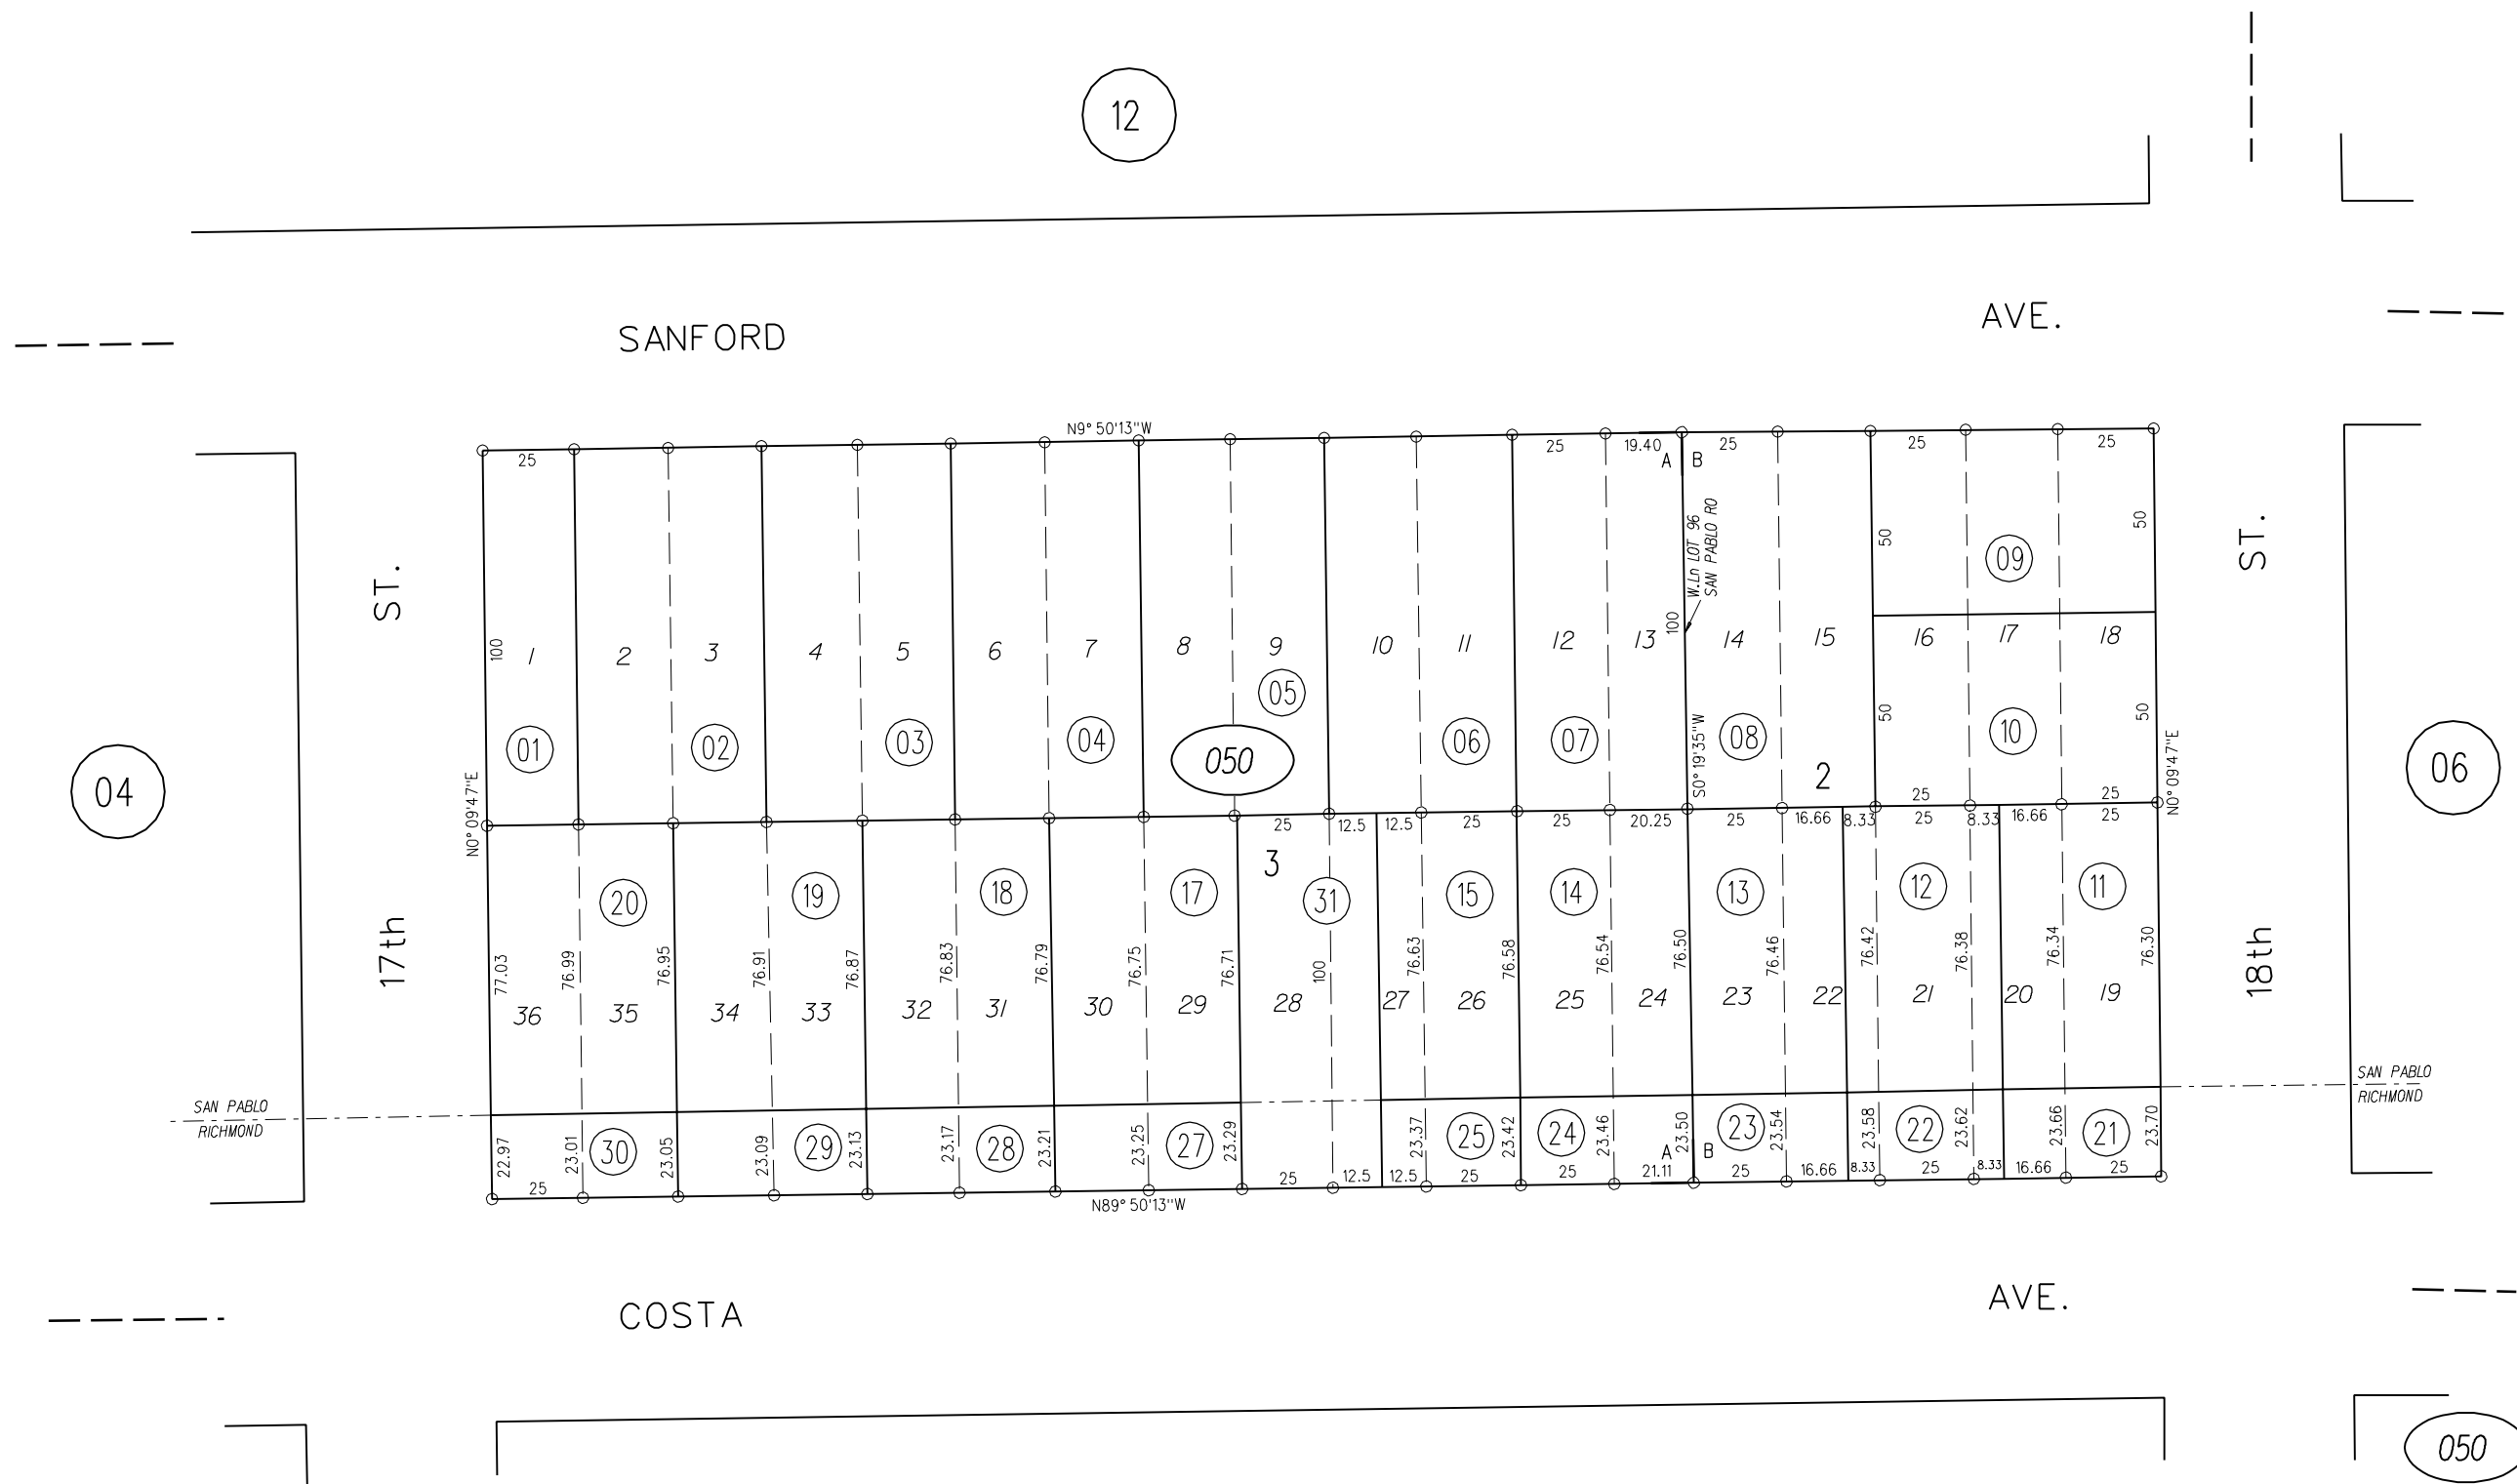 12
SANFORD AVE.
N9° 50'13"W
25 25 19.40 25 25 25
A B
W.Ln LOT 96
SAN PABLO RO
50 50
09
ST. ST.
100 1 2 3 4 5 6 7 8 9 10 11 12 13 100 14 15 16 17 18
05
01 02 03 04 050 06 07 08 50 10 50
04 06
N0° 09'47"E S0° 19'35"W 2 N0° 09'47"E
25 25
25 12.5 12.5 25 25 20.25 25 16.66 8.33 25 8.33 16.66 25
3
20 19 18 17 31 15 14 13 12 11
17th 18th
77.03 76.99 76.95 76.91 76.87 76.83 76.79 76.75 76.71 100 76.63 76.58 76.54 76.50 76.46 76.42 76.38 76.34 76.30
36 35 34 33 32 31 30 29 28 27 26 25 24 23 22 21 20 19
SAN PABLO SAN PABLO
RICHMOND RICHMOND
22.97 23.01 30 23.05 23.09 29 23.13 23.17 28 23.21 23.25 27 23.29 23.37 25 23.42 24 23.46 23.50 23 23.54 23.58 22 23.62 23.66 21 23.70
A B
25 25 12.5 12.5 25 25 21.11 25 16.66 8.33 25 8.33 16.66 25
N89° 50'13"W
COSTA AVE.
050